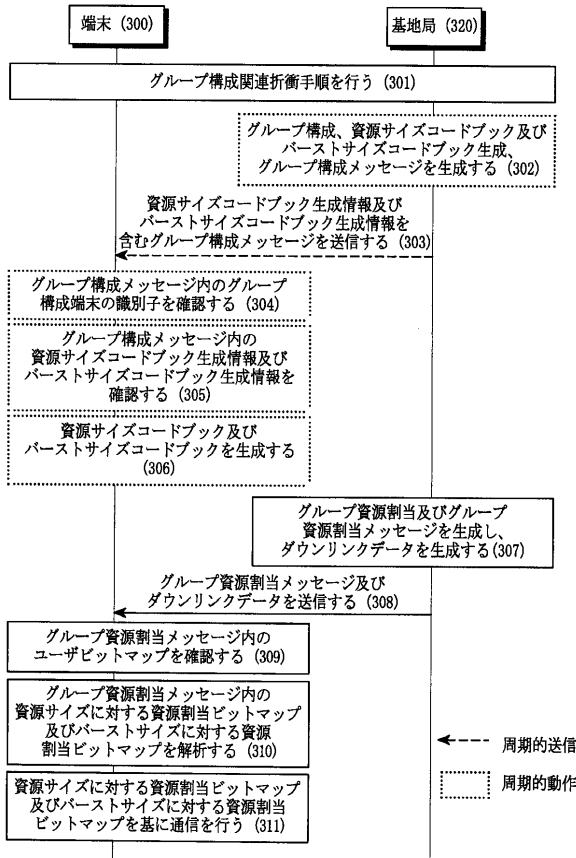 端末 (300)
基地局 (320)
グループ構成関連折衝手順を行う (301)
グループ構成、資源サイズコードブック及び
バーストサイズコードブック生成、
グループ構成メッセージを生成する (302)
資源サイズコードブック生成情報及び
バーストサイズコードブック生成情報を
含むグループ構成メッセージを送信する (303)
グループ構成メッセージ内のグループ
構成端末の識別子を確認する (304)
グループ構成メッセージ内の
資源サイズコードブック生成情報及び
バーストサイズコードブック生成情報を
確認する (305)
資源サイズコードブック及び
バーストサイズコードブックを生成する
(306)
グループ資源割当及びグループ
資源割当メッセージを生成し、
ダウンリンクデータを生成する(307)
グループ資源割当メッセージ及び
ダウンリンクデータを送信する (308)
グループ資源割当メッセージ内の
ユーザビットマップを確認する (309)
グループ資源割当メッセージ内の
資源サイズに対する資源割当ビットマップ
及びバーストサイズに対する資源
割当ビットマップを解析する (310)
資源サイズに対する資源割当ビットマップ
及びバーストサイズに対する資源割当
ビットマップを基に通信を行う (311)
周期的送信
周期的動作